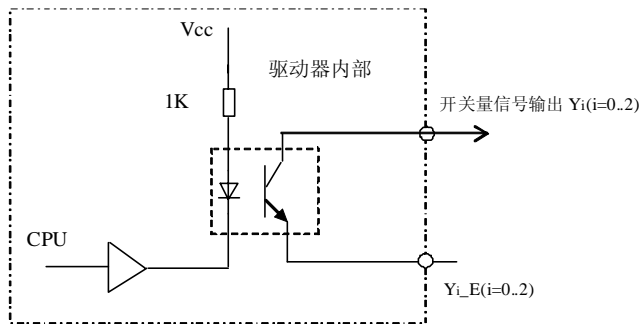 Vcc
驱动器内部
1K
开关量信号输出 Yi(i=0..2)
CPU
Yi_E(i=0..2)